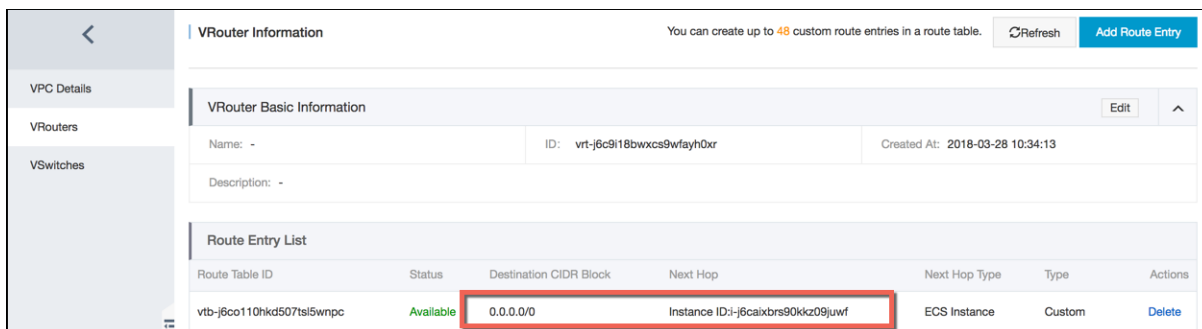 VRouter Information You can create up to 48 custom route entries in a route table. Refresh Add Route Entry
VPC Details
VRouter Basic Information Edit
VRouters
Name: - ID: vrt-j6c9i18bwxcs9wfayh0xr Created At: 2018-03-28 10:34:13
VSwitches
Description: -
Route Entry List
Route Table ID Status Destination CIDR Block Next Hop Next Hop Type Type Actions
vtb-j6co110hkd507tsl5wnpc Available 0.0.0.0/0 Instance ID:i-j6caixbrs90kkz09juwf ECS Instance Custom Delete